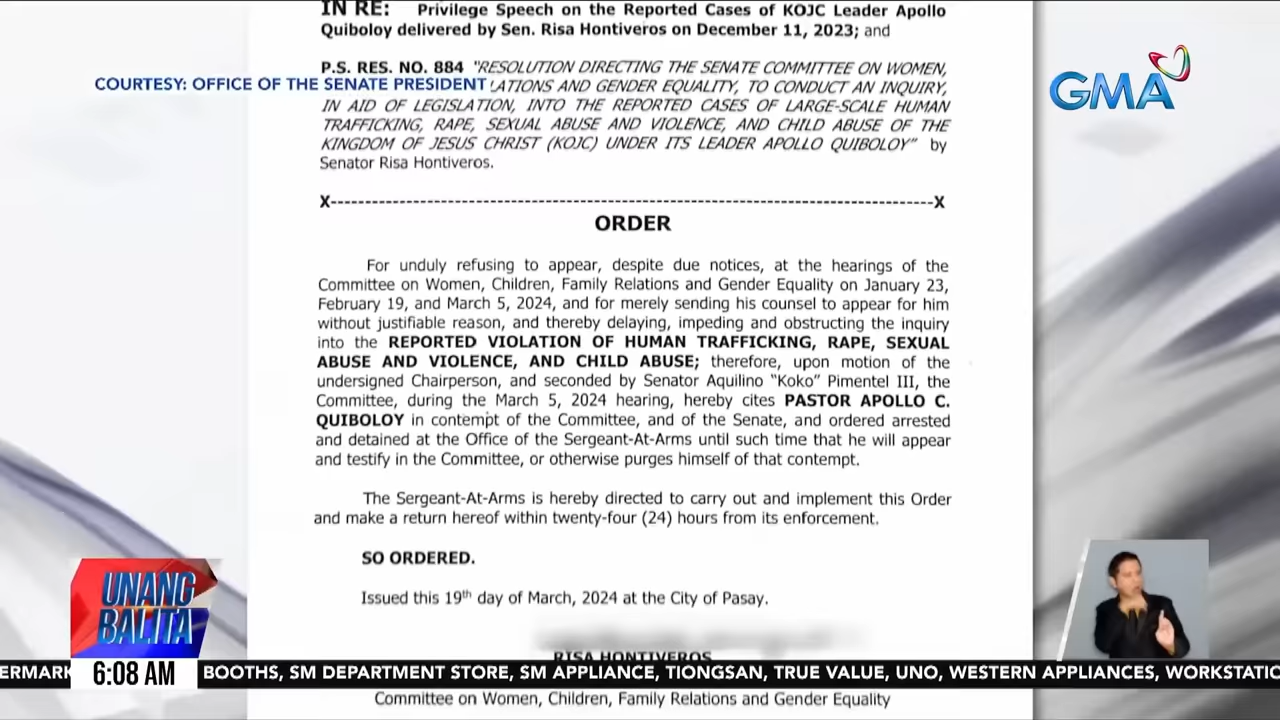 IN RE: Privilege Speech on the Reported Cases of KOJC Leader Apollo
Quiboloy delivered by Sen. Risa Hontiveros on December 11, 2023; and
P.S. RES. NO. 884 "RESOLUTION DIRECTING THE SENATE COMMITTEE ON WOMEN,
COURTESY: OFFICE OF THE SENATE PRESIDENT
AND GENDER EQUALITY, TO CONDUCT AN INQUIRY,
IN AID OF LEGISLATION, INTO THE REPORTED CASES OF LARGE-SCALE HUMAN
TRAFFICKING, RAPE, SEXUAL ABUSE AND VIOLENCE, AND CHILD ABUSE OF THE
KINGDOM OF JESUS CHRIST (KOJC) UNDER ITS LEADER APOLLO QUIBOLOY" by
Senator Risa Hontiveros.
GMA
X----------------------------------------------------------------------------------------X
ORDER
For unduly refusing to appear, despite due notices, at the hearings of the
Committee on Women, Children, Family Relations and Gender Equality on January 23,
February 19, and March 5, 2024, and for merely sending his counsel to appear for him
without justifiable reason, and thereby delaying, impeding and obstructing the inquiry
into the REPORTED VIOLATION OF HUMAN TRAFFICKING, RAPE, SEXUAL
ABUSE AND VIOLENCE, AND CHILD ABUSE; therefore, upon motion of the
undersigned Chairperson, and seconded by Senator Aquilino "Koko" Pimentel III, the
Committee, during the March 5, 2024 hearing, hereby cites PASTOR APOLLO C.
QUIBOLOY in contempt of the Committee, and of the Senate, and ordered arrested
and detained at the Office of the Sergeant-At-Arms until such time that he will appear
and testify in the Committee, or otherwise purges himself of that contempt.
The Sergeant-At-Arms is hereby directed to carry out and implement this Order
and make a return hereof within twenty-four (24) hours from its enforcement.
SO ORDERED.
Issued this 19th day of March, 2024 at the City of Pasay.
RISA HONTIVEROS
UNANG
BALITA
6:08 AM
BOOTHS, SM DEPARTMENT STORE, SM APPLIANCE, TIONGSAN, TRUE VALUE, UNO, WESTERN APPLIANCES,
Committee on Women, Children, Family Relations and Gender Equality